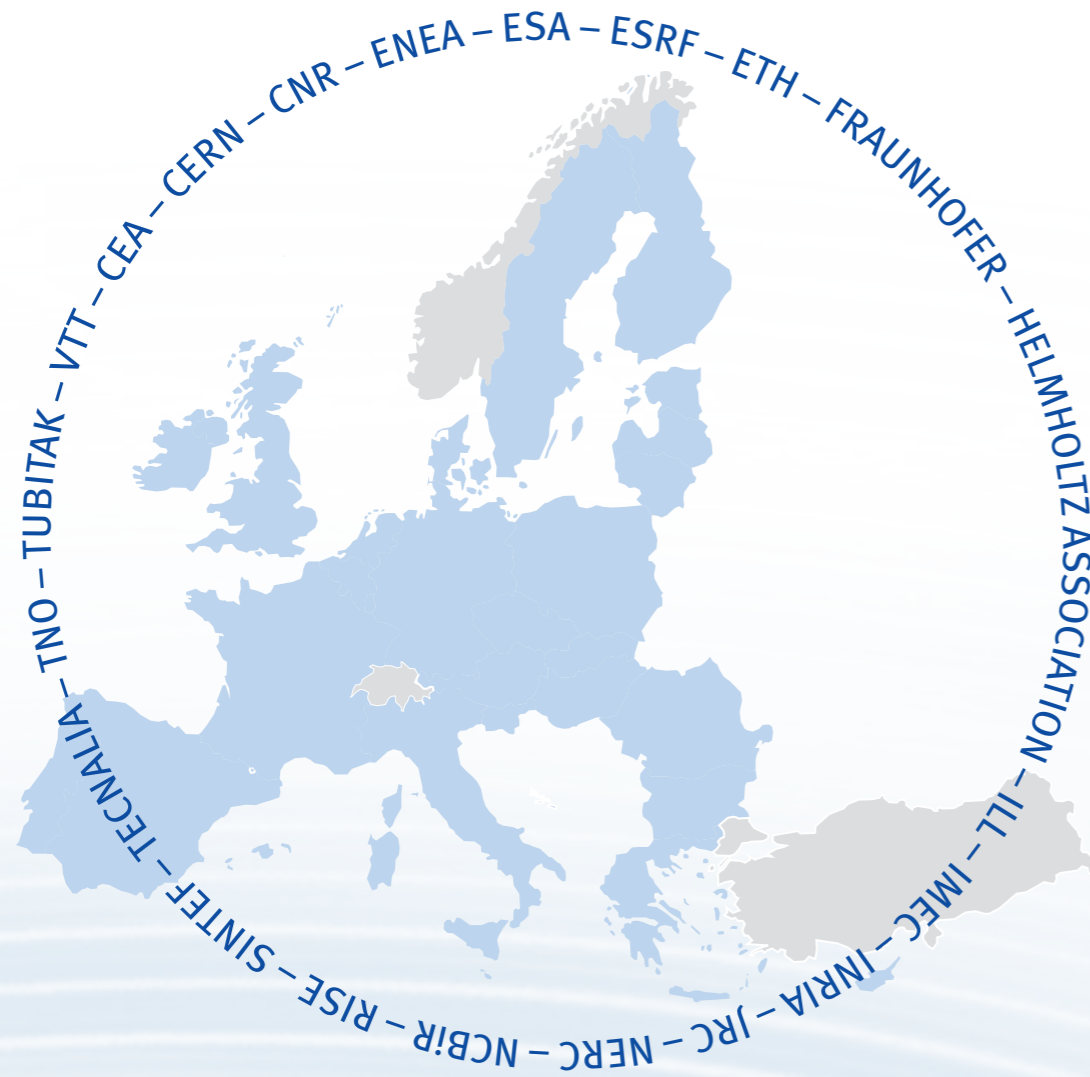 CEA – CERN – CNR – ENEA – ESA – ESRF – ETH – FRAUNHOFER – HELMHOLTZ ASSOCIATION – ILL – IMEC – INRIA – JRC – NERC – NCBiR – RISE – SINTEF – TECNALIA – TNO – TUBITAK – VTT –